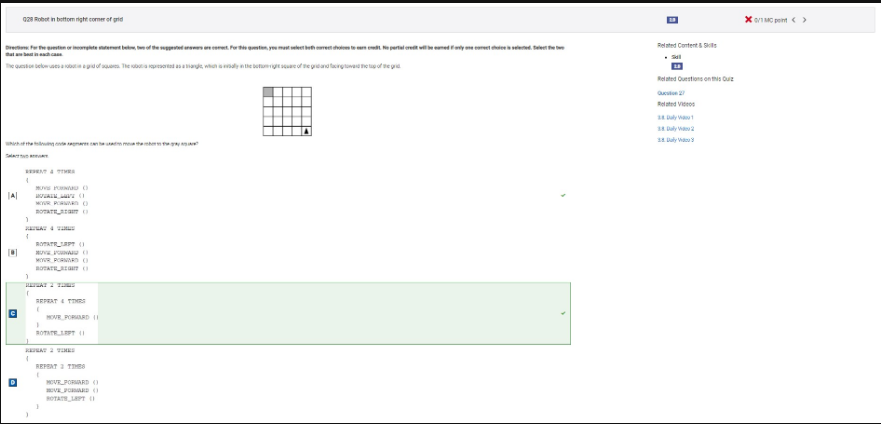 Q28 Robot in bottom right corner of grid
3.B
0/1 MC point
Directions: For the question or incomplete statement below, two of the suggested answers are correct. For this question, you must select both correct choices to earn credit. No partial credit will be earned if only one correct choice is selected. Select the two
that are best in each case.
The question below uses a robot in a grid of squares. The robot is represented as a triangle, which is initially in the bottom-right square of the grid and facing toward the top of the grid.
Which of the following code segments can be used to move the robot to the gray square?
Select two answers
A
REPEAT 4 TIMES
{
MOVE_FORWARD ()
ROTATE_LEFT ()
MOVE_FORWARD ()
ROTATE_RIGHT ()
}
B
REPEAT 4 TIMES
{
ROTATE_LEFT ()
MOVE_FORWARD ()
MOVE_FORWARD ()
ROTATE_RIGHT ()
}
C
REPEAT 2 TIMES
{
REPEAT 4 TIMES
{
MOVE_FORWARD ()
}
ROTATE_LEFT ()
}
D
REPEAT 2 TIMES
{
REPEAT 2 TIMES
{
MOVE_FORWARD ()
MOVE_FORWARD ()
ROTATE_LEFT ()
}
}
Related Content & Skills
Skill
3.B
Related Questions on this Quiz
Question 27
Related Videos
3.8: Daily Video 1
3.8: Daily Video 2
3.8: Daily Video 3